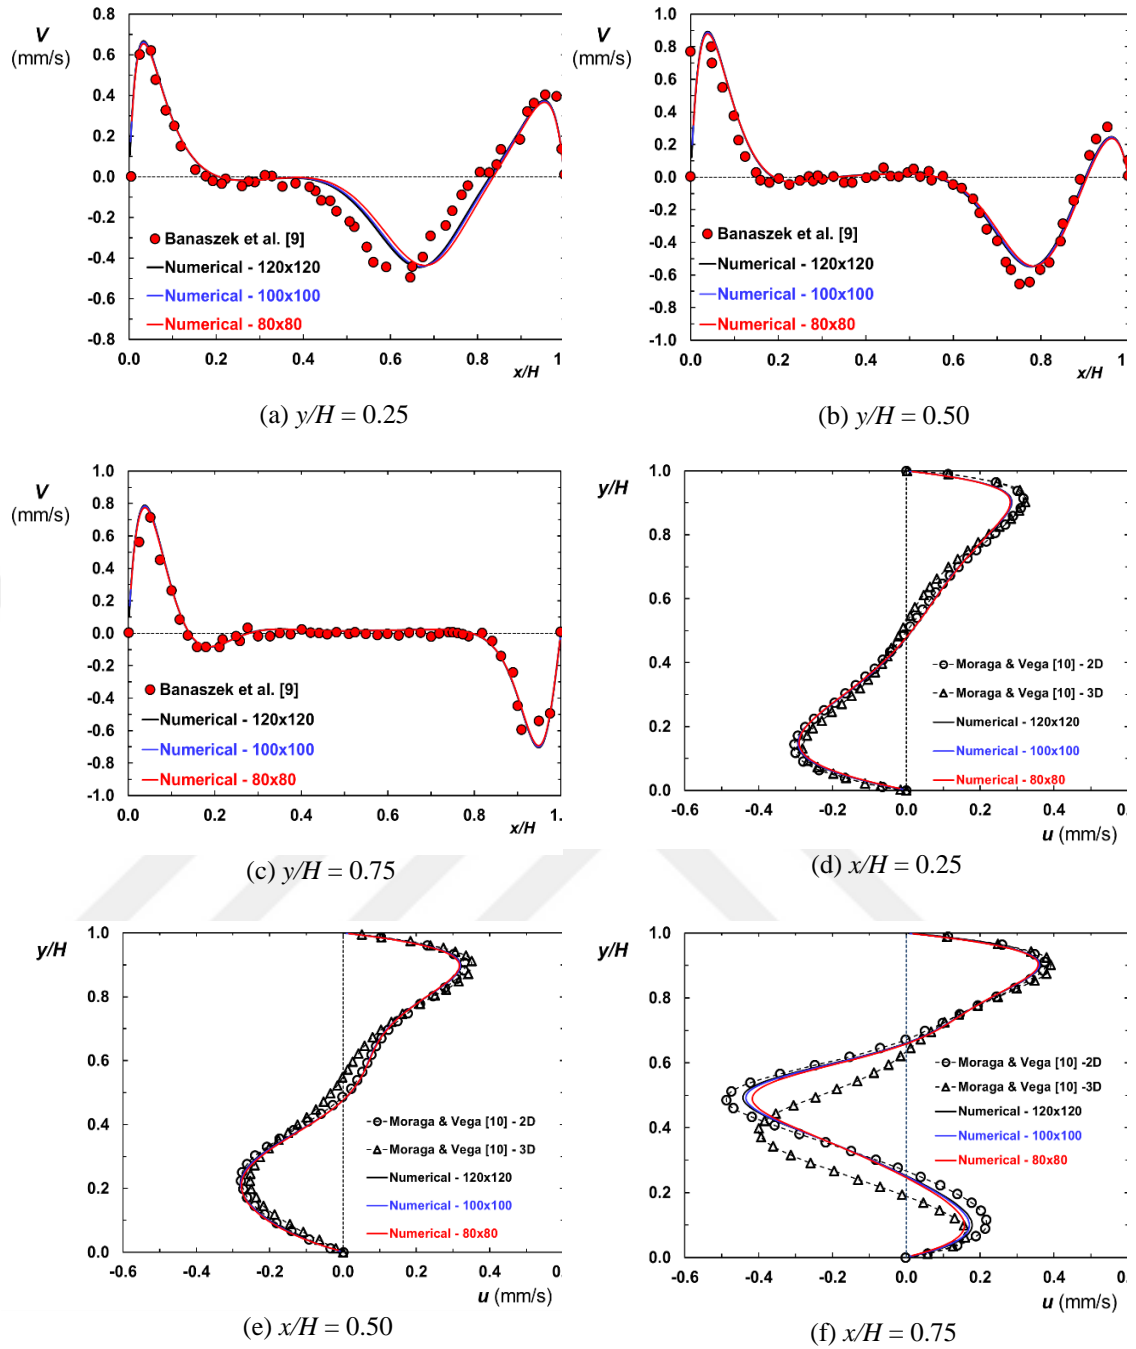 V
(mm/s)
0.8
0.6
0.4
0.2
0.0
-0.2
-0.4
-0.6
-0.8
Banaszek et al. [9]
Numerical - 120x120
Numerical - 100x100
Numerical - 80x80
0.0 0.2 0.4 0.6 0.8 1
x/H
(a) y/H = 0.25
V
(mm/s)
1.0
0.8
0.6
0.4
0.2
0.0
-0.2
-0.4
-0.6
-0.8
-1.0
Banaszek et al. [9]
Numerical - 120x120
Numerical - 100x100
Numerical - 80x80
0.0 0.2 0.4 0.6 0.8 1
x/H
(b) y/H = 0.50
V
(mm/s)
1.0
0.8
0.6
0.4
0.2
0.0
-0.2
-0.4
-0.6
-0.8
-1.0
Banaszek et al. [9]
Numerical - 120x120
Numerical - 100x100
Numerical - 80x80
0.0 0.2 0.4 0.6 0.8 1.
x/H
(c) y/H = 0.75
y/H
1.0
0.8
0.6
0.4
0.2
0.0
Moraga & Vega [10] - 2D
Moraga & Vega [10] - 3D
Numerical - 120x120
Numerical - 100x100
Numerical - 80x80
-0.6 -0.4 -0.2 0.0 0.2 0.4 0.
u (mm/s)
(d) x/H = 0.25
y/H
1.0
0.8
0.6
0.4
0.2
0.0
Moraga & Vega [10] - 2D
Moraga & Vega [10] - 3D
Numerical - 120x120
Numerical - 100x100
Numerical - 80x80
-0.6 -0.4 -0.2 0.0 0.2 0.4 0.
u (mm/s)
(e) x/H = 0.50
y/H
1.0
0.8
0.6
0.4
0.2
0.0
Moraga & Vega [10] -2D
Moraga & Vega [10] -3D
Numerical - 120x120
Numerical - 100x100
Numerical - 80x80
-0.6 -0.4 -0.2 0.0 0.2 0.4 0.
u (mm/s)
(f) x/H = 0.75